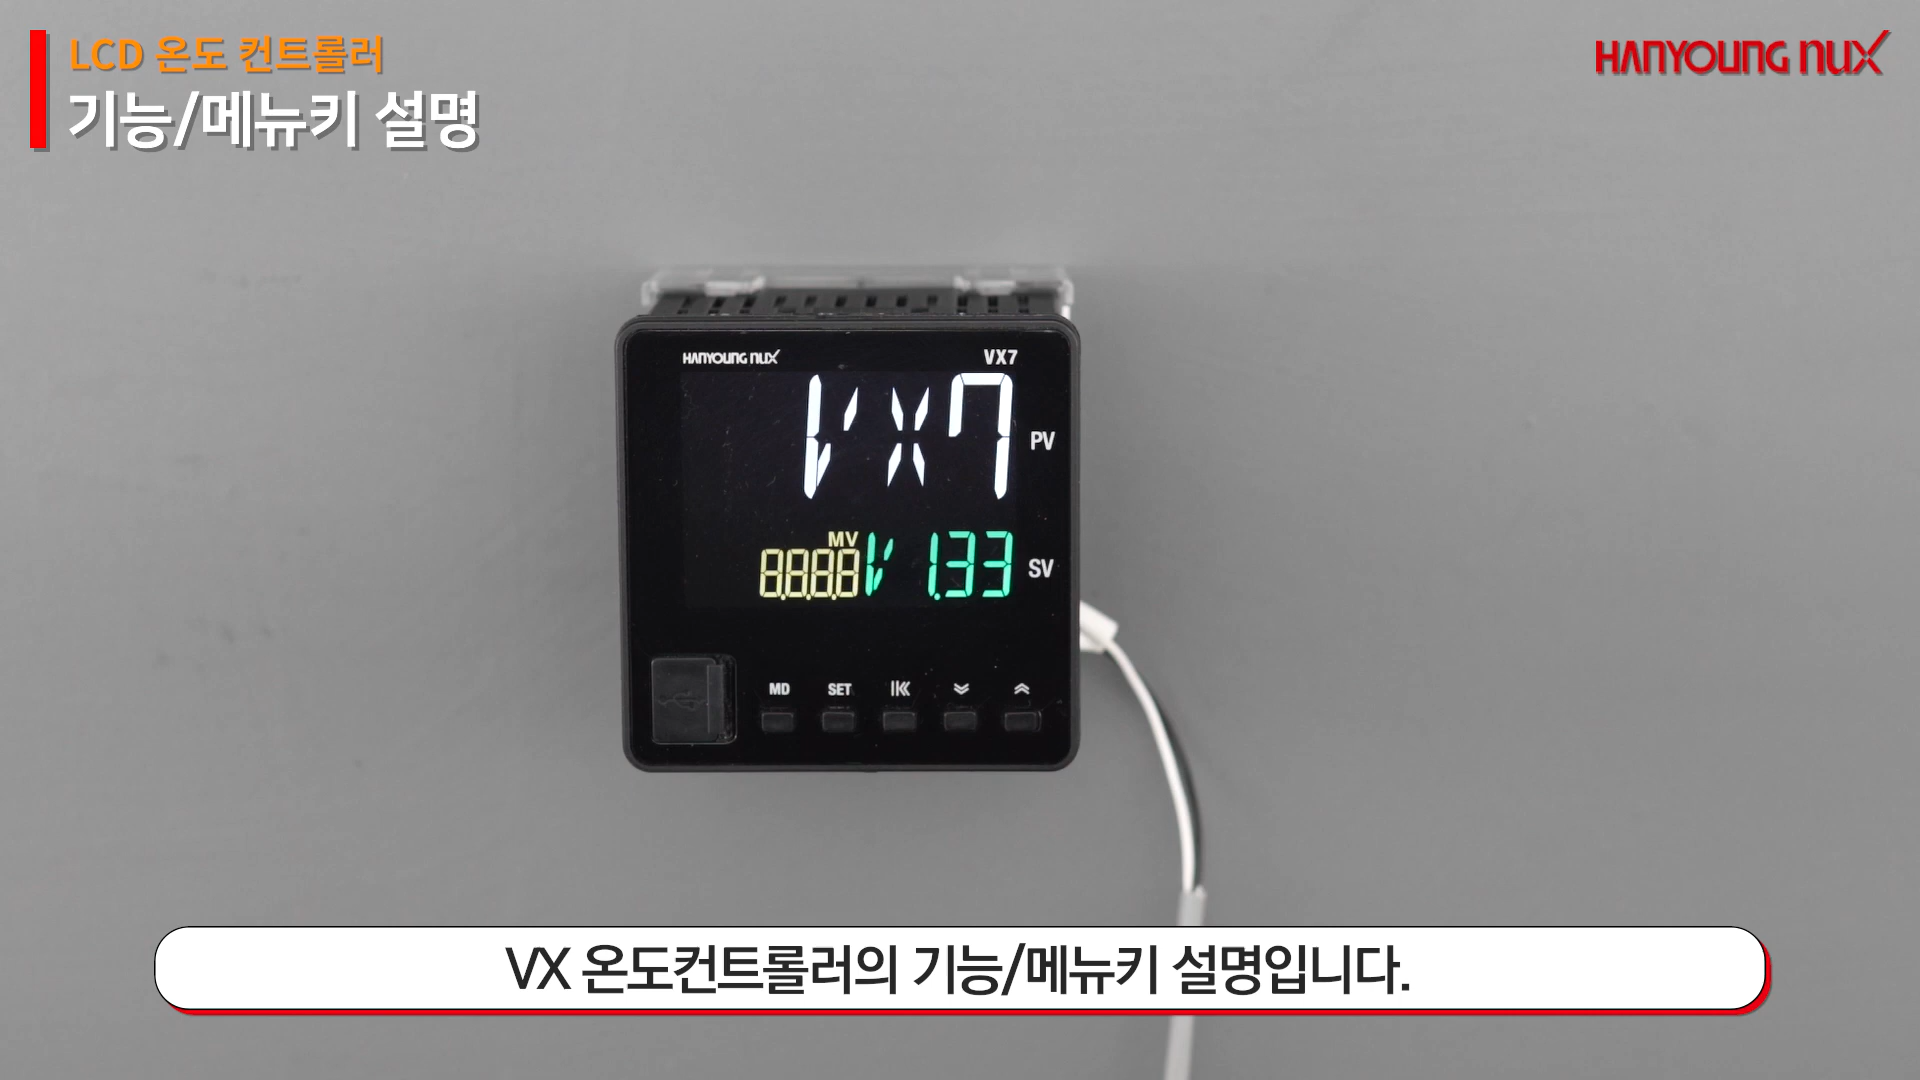 LCD 온도 컨트롤러
기능/메뉴키 설명
HANYOUNG NUX
HANYOUNG NUX
VX7
VX7
PV
MV
8.8.8.8
V 1.33
SV
MD
SET
VX 온도컨트롤러의 기능/메뉴키 설명입니다.